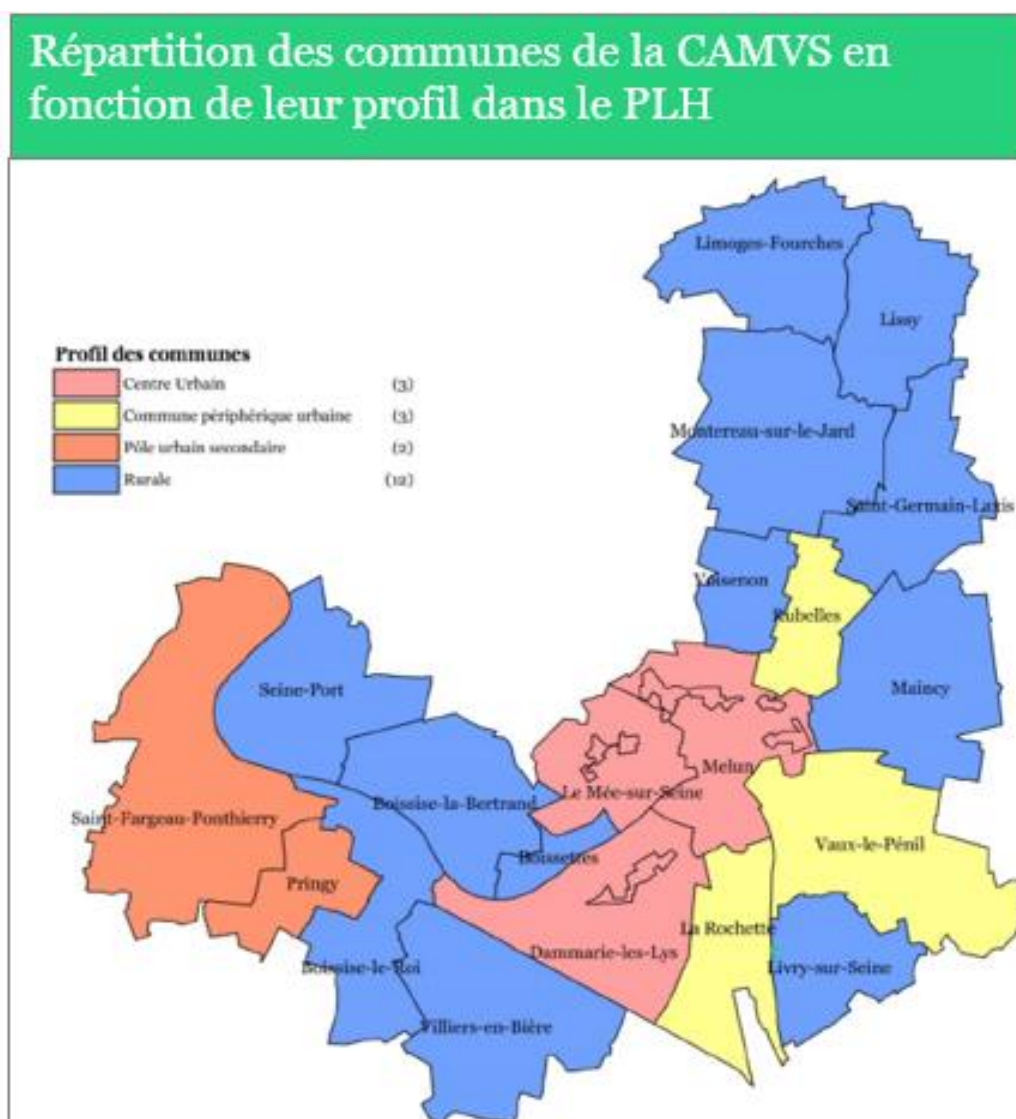 Répartition des communes de la CAMVS en
fonction de leur profil dans le PLH
Limoges-Fourches
Lissy
Profil des communes
Centre Urbain (3)
Commune périphérique urbaine (3)
Pôle urbain secondaire (2)
Rurale (12)
Montereau-sur-le-Jard
Saint-Germain-Laxis
Voisenon
Rubelles
Seine-Port
Maincy
Melun
Le Mée-sur-Seine
Boissise-la-Bertrand
Saint-Fargeau-Ponthierry
Vaux-le-Pénil
Boissettes
Pringy
La Rochette
Dammarie-les-Lys
Boissise-le-Roi
Livry-sur-Seine
Villiers-en-Bière